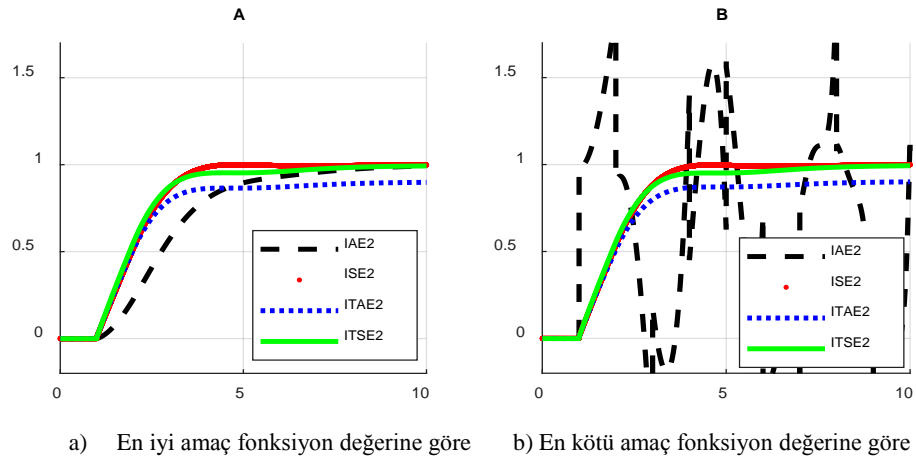 A
1.5
1
0.5
0
0
5
10
IAE2
ISE2
ITAE2
ITSE2
B
1.5
1
0.5
0
0
5
10
IAE2
ISE2
ITAE2
ITSE2
a) En iyi amaç fonksiyon değerine göre
b) En kötü amaç fonksiyon değerine göre